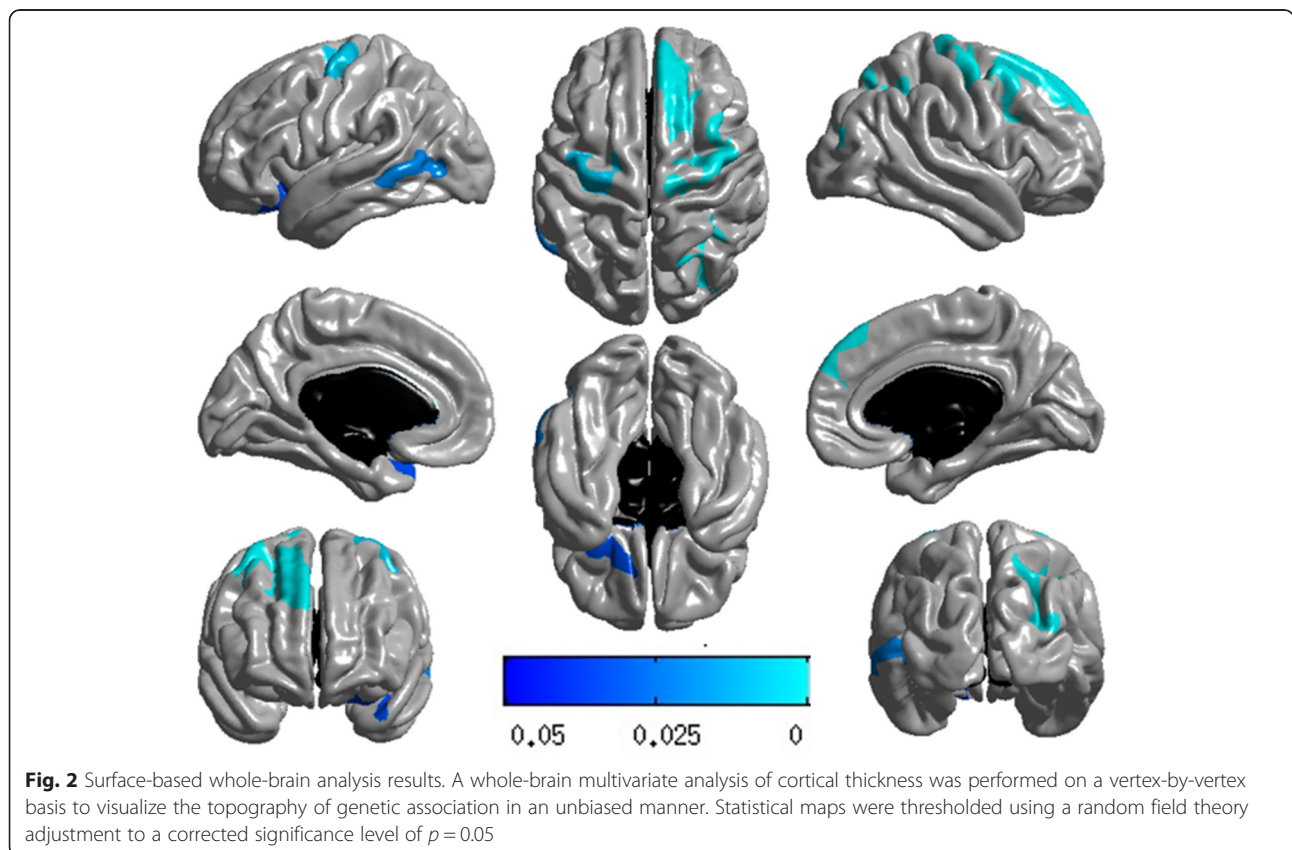 0.05 0.025 0
Fig. 2 Surface-based whole-brain analysis results. A whole-brain multivariate analysis of cortical thickness was performed on a vertex-by-vertex
basis to visualize the topography of genetic association in an unbiased manner. Statistical maps were thresholded using a random field theory
adjustment to a corrected significance level of p = 0.05